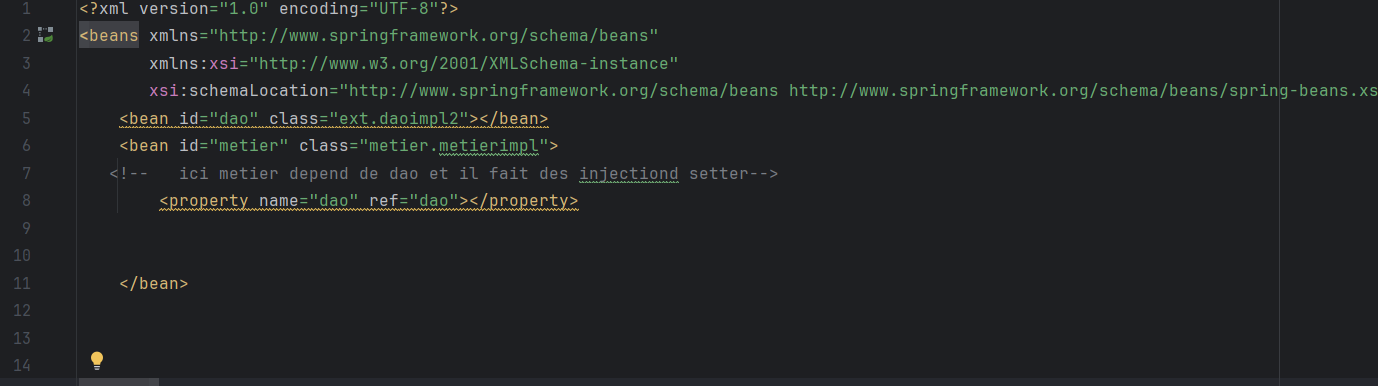 1 <?xml version="1.0" encoding="UTF-8"?>
2 <beans xmlns="http://www.springframework.org/schema/beans"
3 xmlns:xsi="http://www.w3.org/2001/XMLSchema-instance"
4 xsi:schemaLocation="http://www.springframework.org/schema/beans http://www.springframework.org/schema/beans/spring-beans.xs
5 <bean id="dao" class="ext.daoimpl2"></bean>
6 <bean id="metier" class="metier.metierimpl">
7 <!-- ici metier depend de dao et il fait des injectiond setter-->
8 <property name="dao" ref="dao"></property>
9
10
11 </bean>
12
13
14